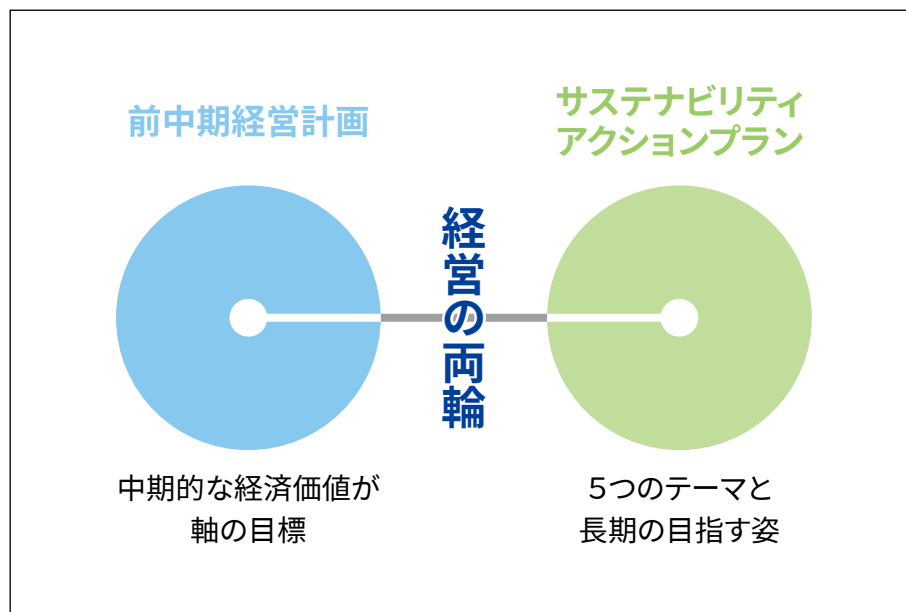 前中期経営計画
サステナビリティ
アクションプラン
経営の両輪
中期的な経済価値が
軸の目標
5つのテーマと
長期の目指す姿